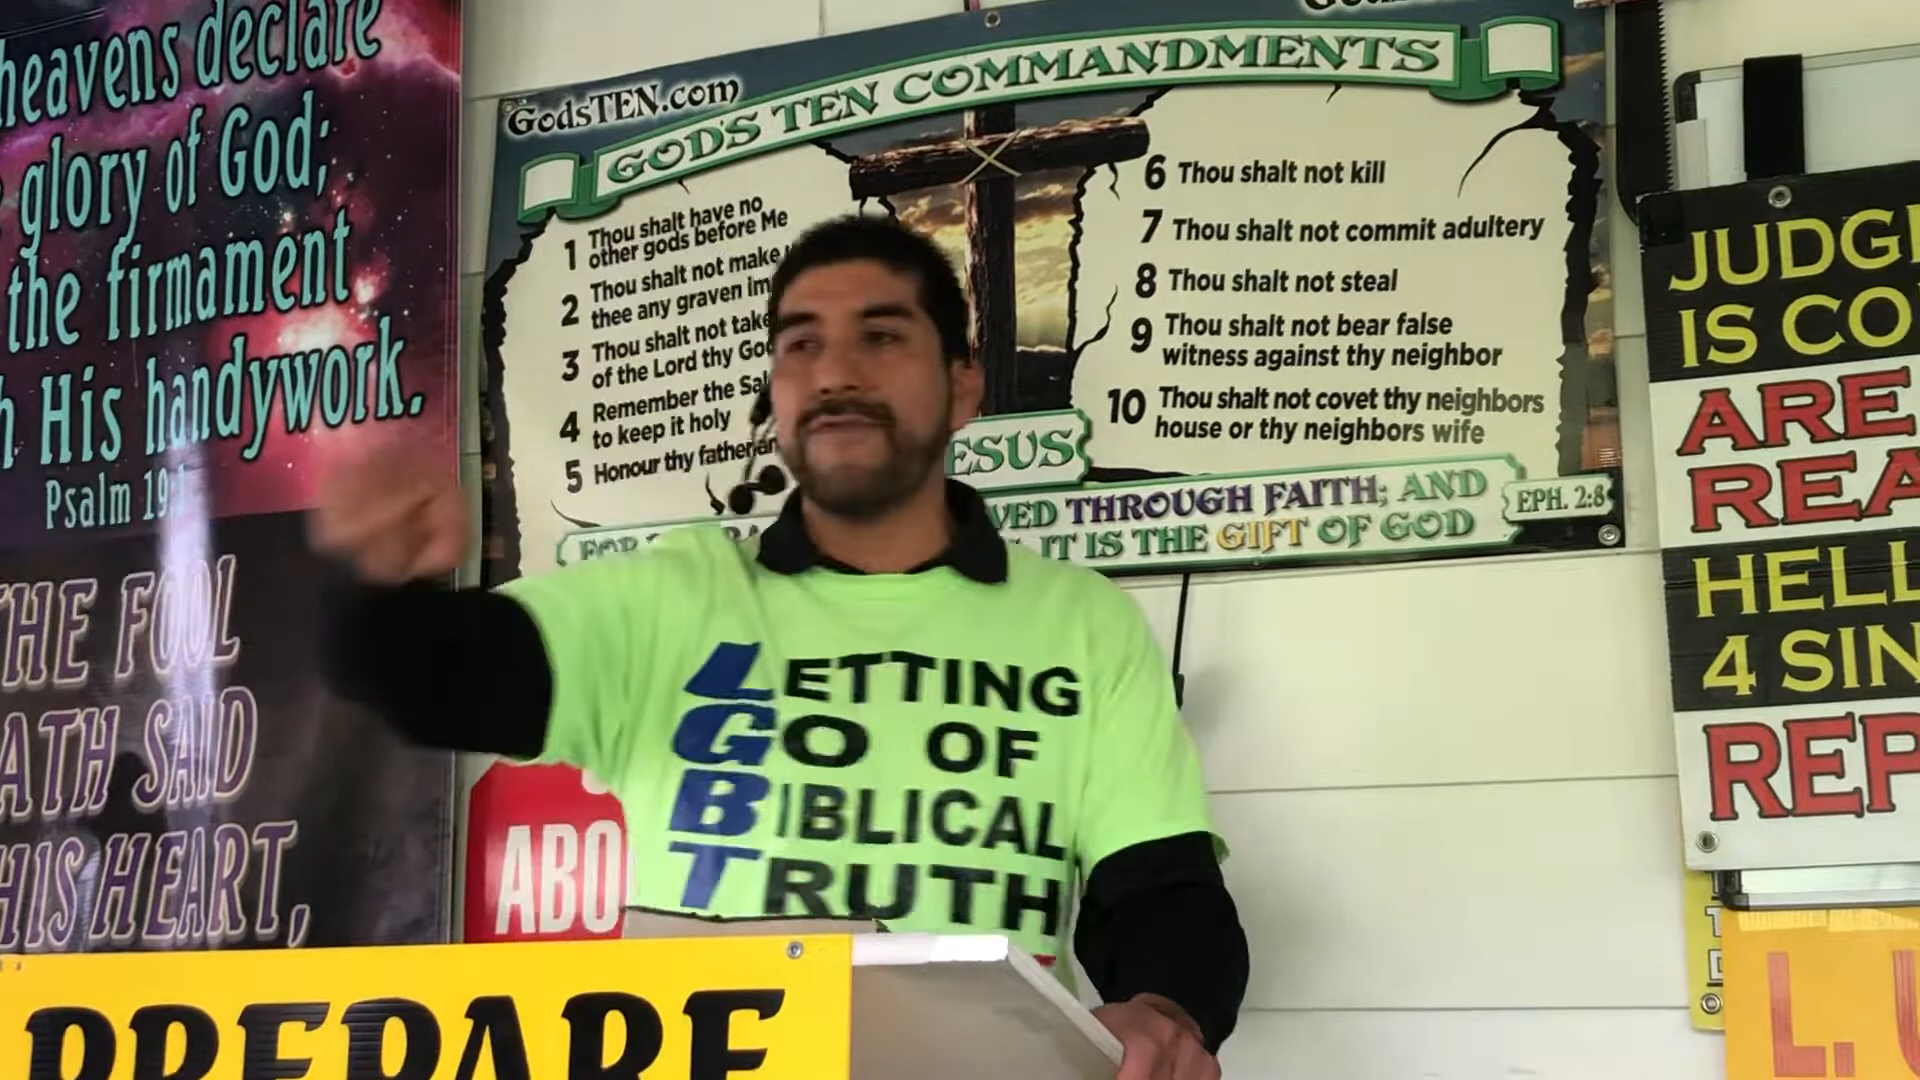 heavens declare
glory of God;
the firmament
His handywork.
Psalm 19:1
THE FOOL
HATH SAID
HIS HEART,
GodsTEN.com
GOD'S TEN COMMANDMENTS
1 Thou shalt have no
other gods before Me
2 Thou shalt not make
thee any graven im
3 Thou shalt not take
of the Lord thy God
4 Remember the Sa
to keep it holy
5 Honour thy father an
6 Thou shalt not kill
7 Thou shalt not commit adultery
8 Thou shalt not steal
9 Thou shalt not bear false
witness against thy neighbor
10 Thou shalt not covet thy neighbors
house or thy neighbors wife
ESUS
FOR
VED THROUGH FAITH; AND
IT IS THE GIFT OF GOD
EPH. 2:8
LETTING
GO OF
BIBLICAL
TRUTH
ABO
PREPARE
JUDG
IS CO
ARE
REA
HELL
4 SIN
REP
L.